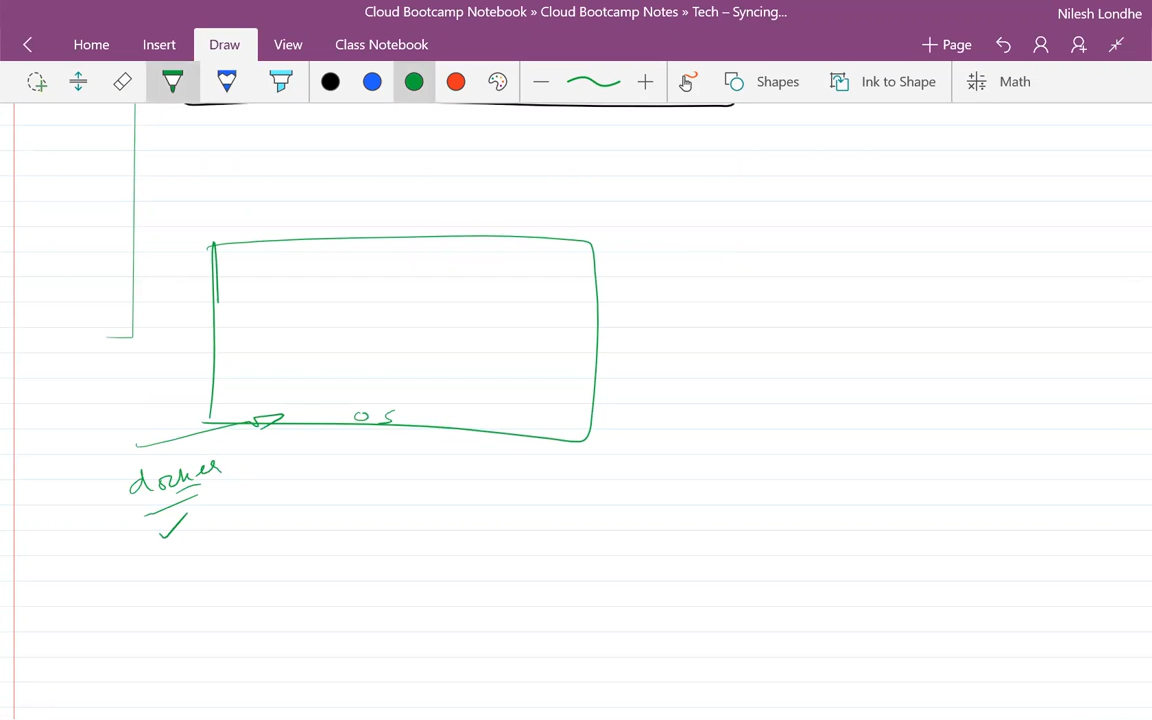 Cloud Bootcamp Notebook » Cloud Bootcamp Notes » Tech – Syncing...
Nilesh Londhe
Home Insert Draw View Class Notebook Page
Shapes Ink to Shape Math
OS
docker